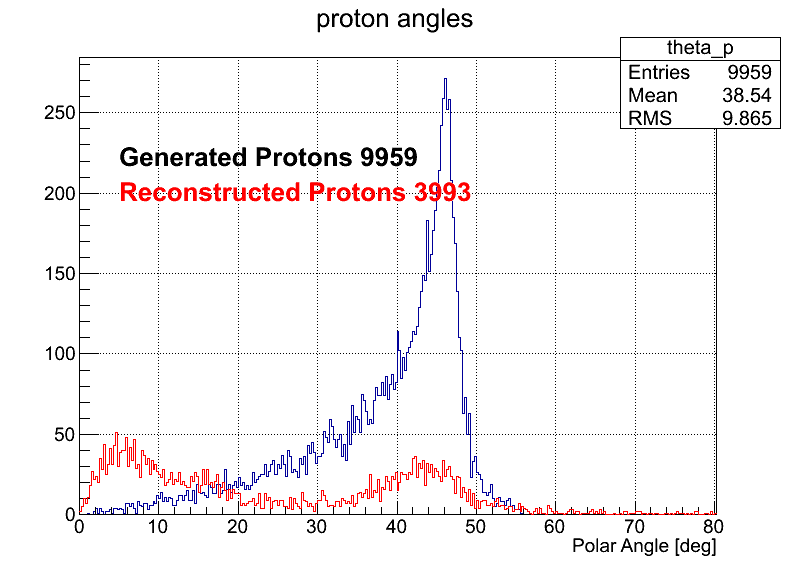 proton angles
theta_p
Entries 9959
Mean 38.54
RMS 9.865
Generated Protons 9959
Reconstructed Protons 3993
250
200
150
100
50
0
0 10 20 30 40 50 60 70 80
Polar Angle [deg]